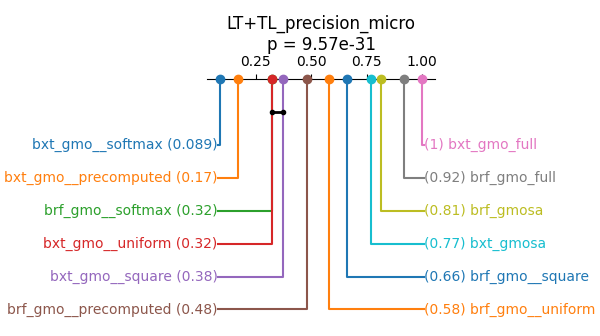 LT+TL_precision_micro
p = 9.57e-31
0.25 0.50 0.75 1.00
bxt_gmo__softmax (0.089) (1) bxt_gmo_full
bxt_gmo__precomputed (0.17) (0.92) brf_gmo_full
brf_gmo__softmax (0.32) (0.81) brf_gmosa
bxt_gmo__uniform (0.32) (0.77) bxt_gmosa
bxt_gmo__square (0.38) (0.66) brf_gmo__square
brf_gmo__precomputed (0.48) (0.58) brf_gmo__uniform